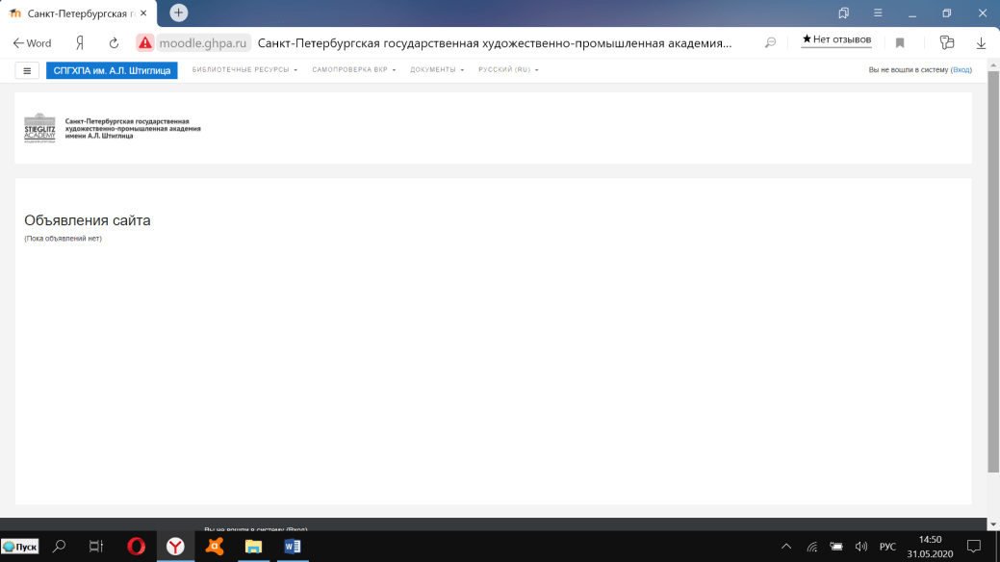 Санкт-Петербургская г
Word
moodle.ghpa.ru Санкт-Петербургская государственная художественно-промышленная академия...
Нет отзывов
СПГХПА им. А.Л. Штиглица
БИБЛИОТЕЧНЫЕ РЕСУРСЫ
САМОПРОВЕРКА ВКР
ДОКУМЕНТЫ
РУССКИЙ (RU)
Вы не вошли в систему (Вход)
STIEGLITZ
ACADEMY
Санкт-Петербургская государственная
художественно-промышленная академия
имени А.Л. Штиглица
Объявления сайта
(Пока объявлений нет)
Вы не вошли в систему (Вход)
Пуск
РУС
14:50
31.05.2020